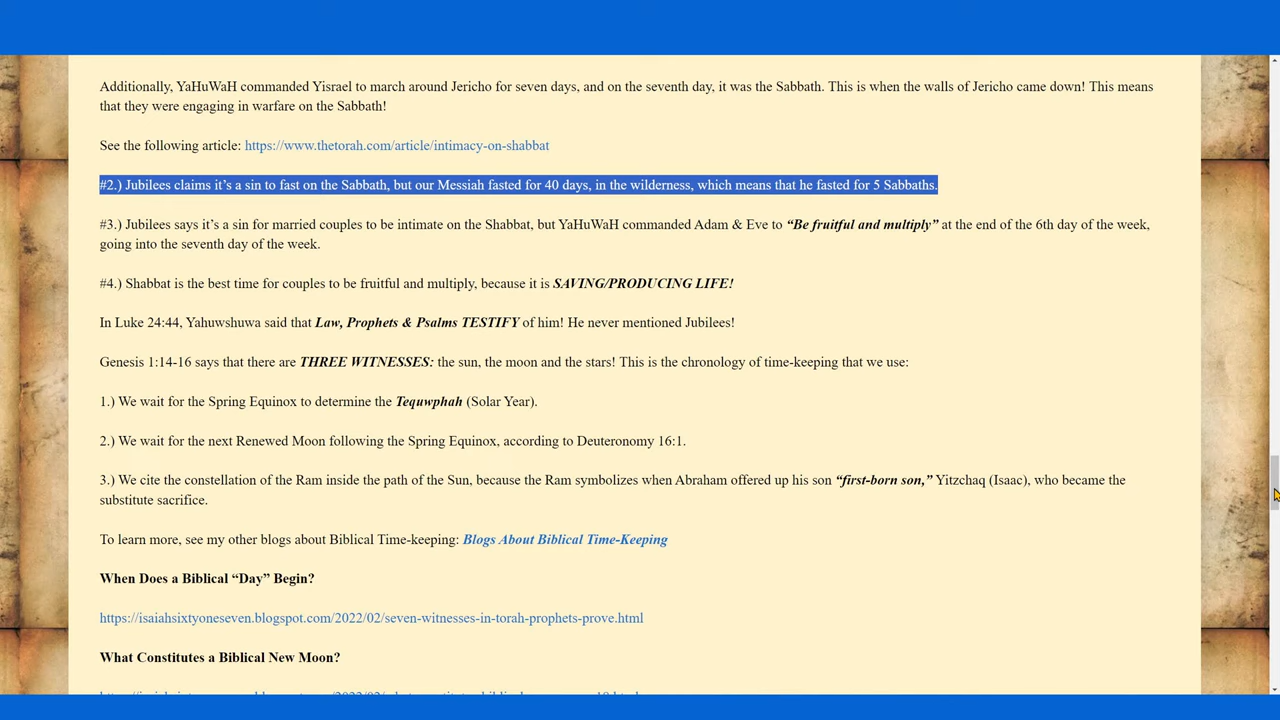 Additionally, YaHuWaH commanded Yisrael to march around Jericho for seven days, and on the seventh day, it was the Sabbath. This is when the walls of Jericho came down! This means
that they were engaging in warfare on the Sabbath!
See the following article: https://www.thetorah.com/article/intimacy-on-shabbat
#2.) Jubilees claims it’s a sin to fast on the Sabbath, but our Messiah fasted for 40 days, in the wilderness, which means that he fasted for 5 Sabbaths.
#3.) Jubilees says it’s a sin for married couples to be intimate on the Shabbat, but YaHuWaH commanded Adam & Eve to “Be fruitful and multiply” at the end of the 6th day of the week,
going into the seventh day of the week.
#4.) Shabbat is the best time for couples to be fruitful and multiply, because it is SAVING/PRODUCING LIFE!
In Luke 24:44, Yahuwshuwa said that Law, Prophets & Psalms TESTIFY of him! He never mentioned Jubilees!
Genesis 1:14-16 says that there are THREE WITNESSES: the sun, the moon and the stars! This is the chronology of time-keeping that we use:
1.) We wait for the Spring Equinox to determine the Tequwphah (Solar Year).
2.) We wait for the next Renewed Moon following the Spring Equinox, according to Deuteronomy 16:1.
3.) We cite the constellation of the Ram inside the path of the Sun, because the Ram symbolizes when Abraham offered up his son “first-born son,” Yitzchaq (Isaac), who became the
substitute sacrifice.
To learn more, see my other blogs about Biblical Time-keeping: Blogs About Biblical Time-Keeping
When Does a Biblical “Day” Begin?
https://isaiahsixtyoneseven.blogspot.com/2022/02/seven-witnesses-in-torah-prophets-prove.html
What Constitutes a Biblical New Moon?